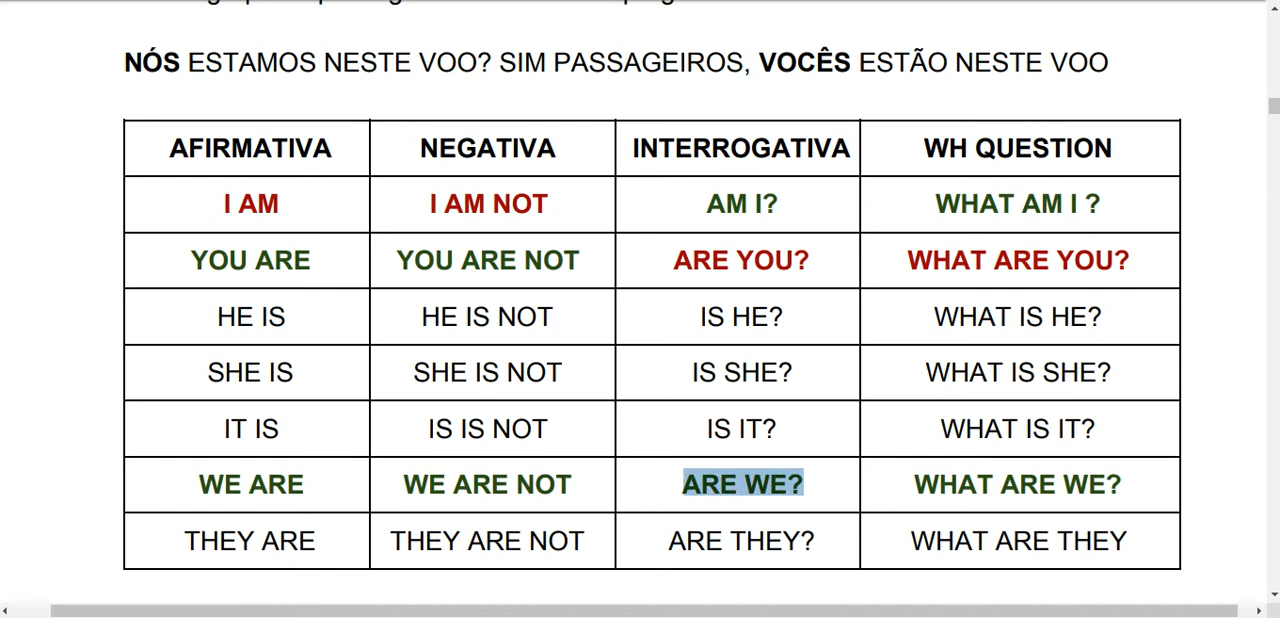 NÓS ESTAMOS NESTE VOO? SIM PASSAGEIROS, VOCÊS ESTÃO NESTE VOO
AFIRMATIVA NEGATIVA INTERROGATIVA WH QUESTION
I AM I AM NOT AM I? WHAT AM I ?
YOU ARE YOU ARE NOT ARE YOU? WHAT ARE YOU?
HE IS HE IS NOT IS HE? WHAT IS HE?
SHE IS SHE IS NOT IS SHE? WHAT IS SHE?
IT IS IS IS NOT IS IT? WHAT IS IT?
WE ARE WE ARE NOT ARE WE? WHAT ARE WE?
THEY ARE THEY ARE NOT ARE THEY? WHAT ARE THEY